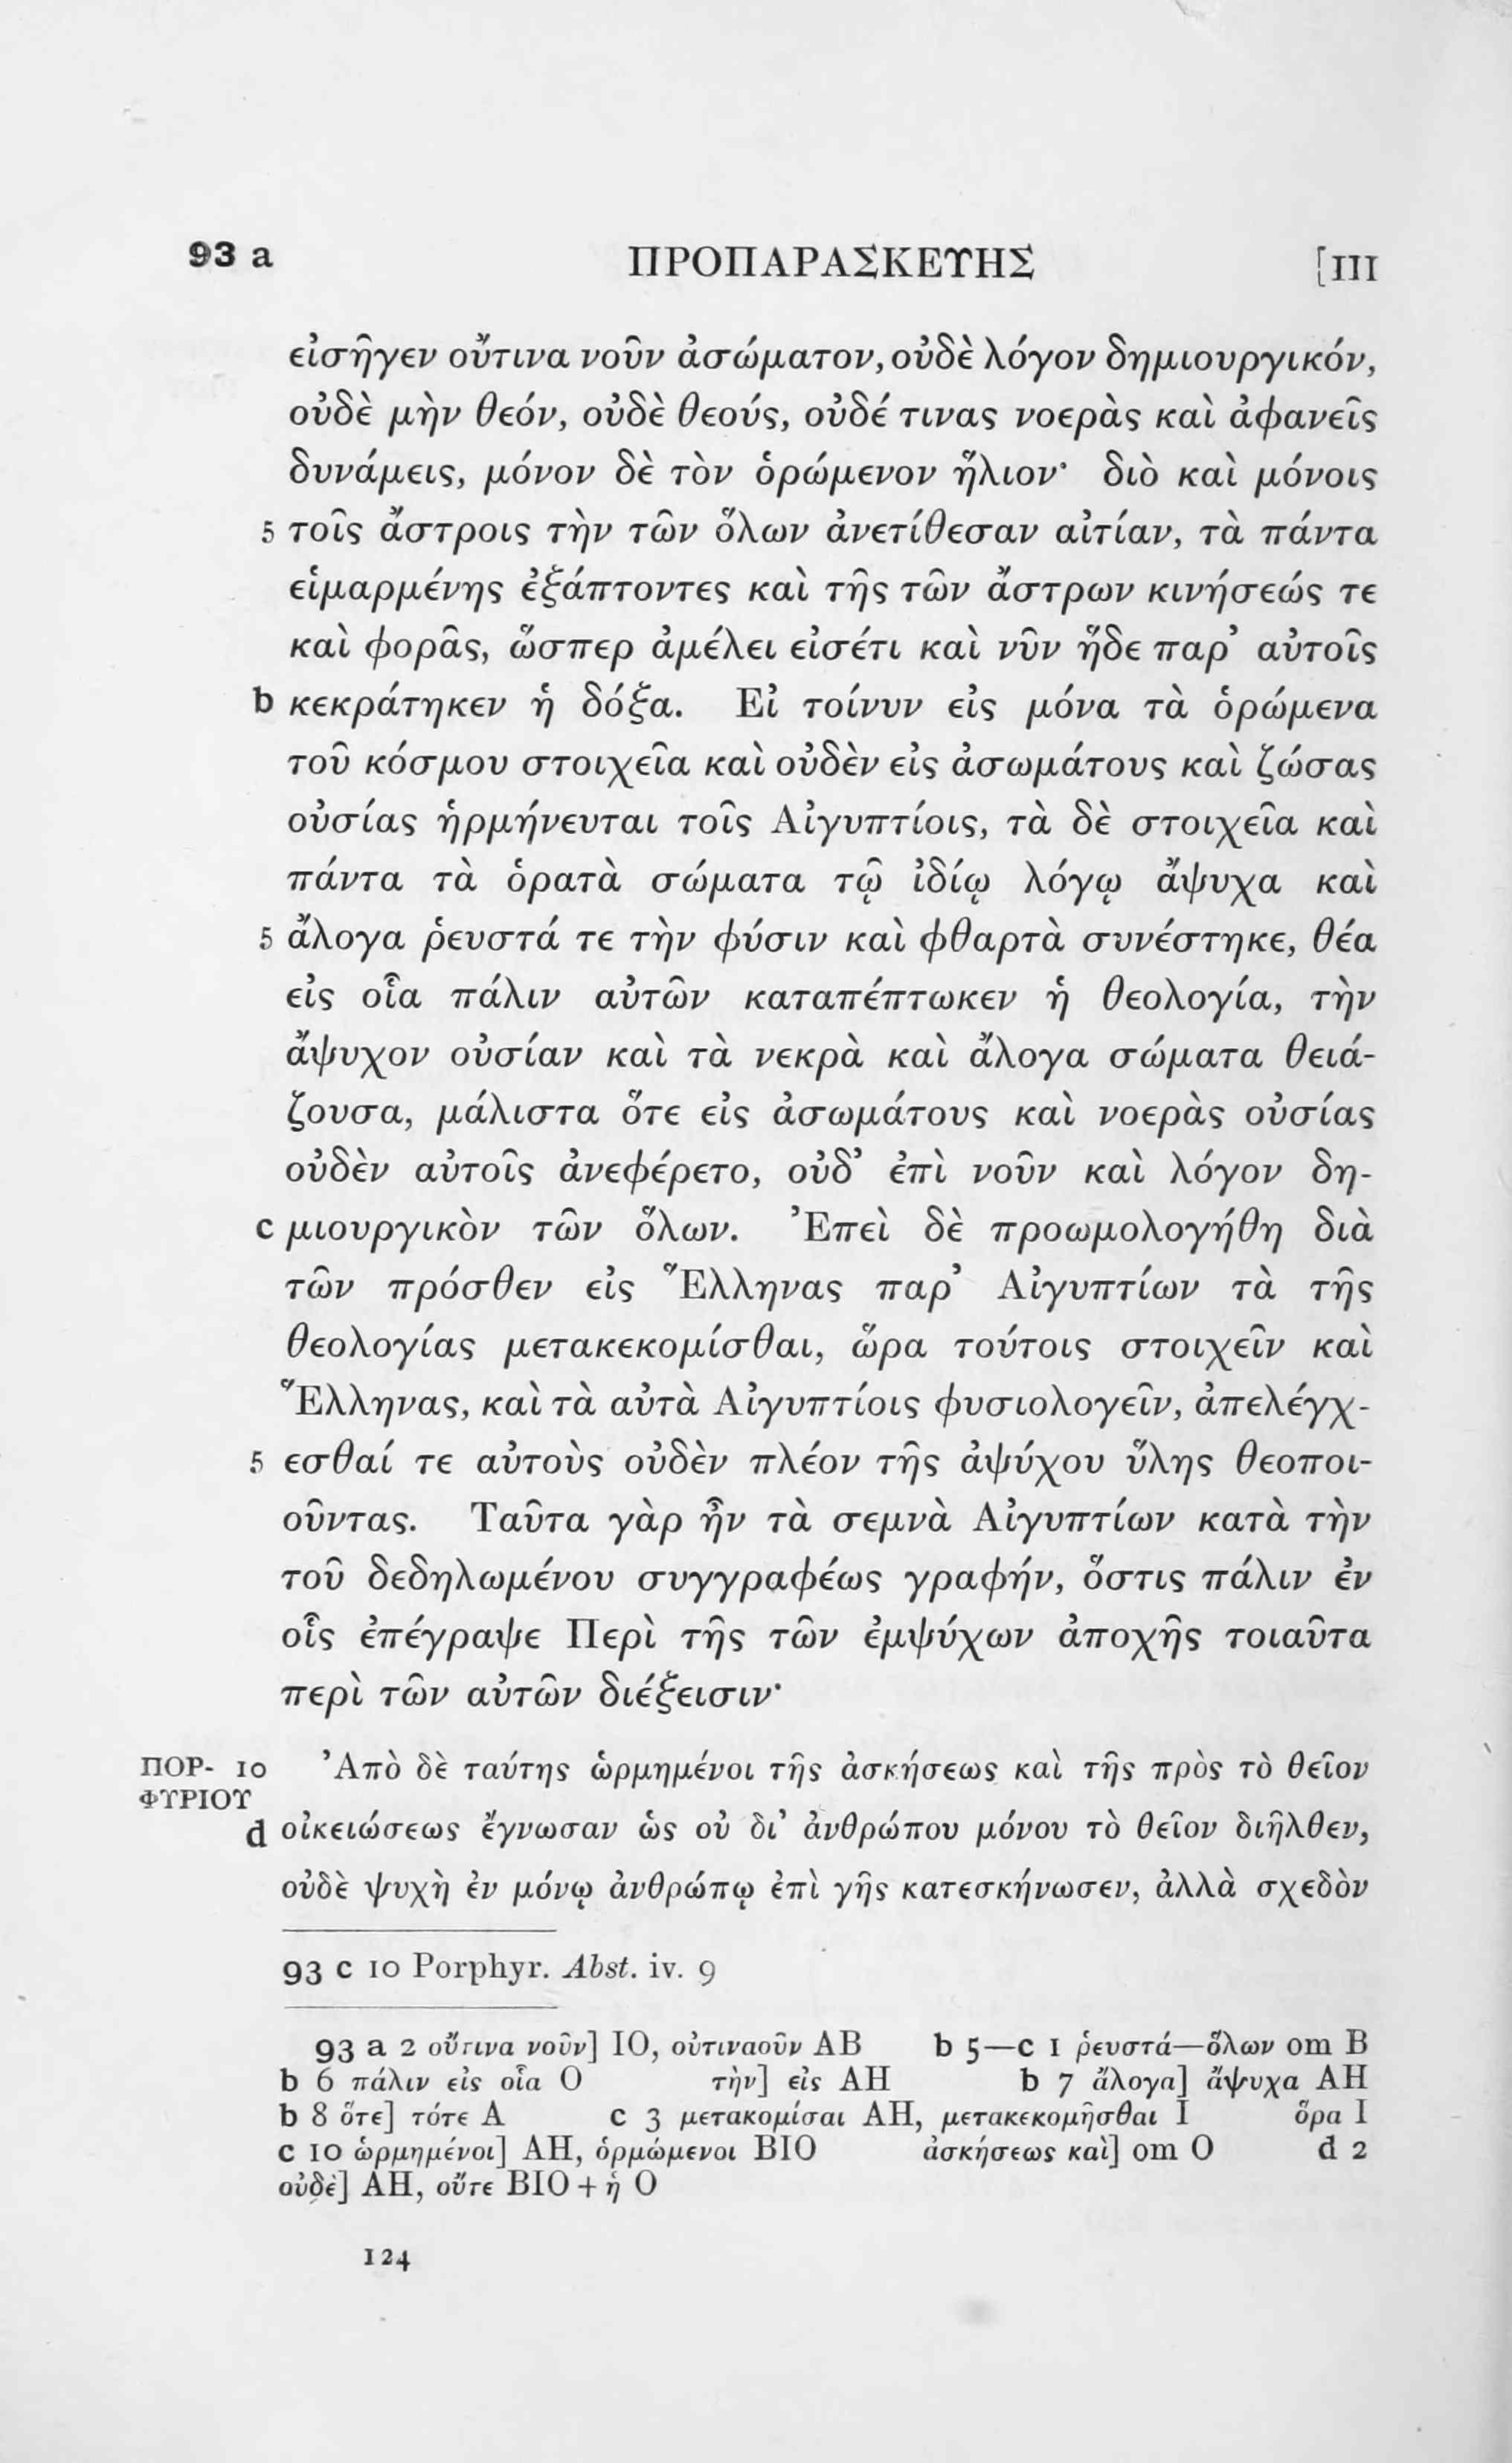 93 a ΠΡΟΠΑΡΑΣΚΕΥΗΣ [III
εἰσῆγεν οὔτινα νοῦν ἀσώματον, οὐδὲ λόγον δημιουργικόν,
οὐδὲ μὴν θεόν, οὐδὲ θεούς, οὐδέ τινας νοερὰς καὶ ἀφανεῖς
δυνάμεις, μόνον δὲ τὸν ὁρώμενον ἥλιον· διὸ καὶ μόνοις
5 τοῖς ἄστροις τὴν τῶν ὅλων ἀνετίθεσαν αἰτίαν, τὰ πάντα
εἱμαρμένης ἐξάπτοντες καὶ τῆς τῶν ἄστρων κινήσεώς τε
καὶ φορᾶς, ὥσπερ ἀμέλει εἰσέτι καὶ νῦν ἥδε παρ’ αὐτοῖς
b κεκράτηκεν ἡ δόξα. Εἰ τοίνυν εἰς μόνα τὰ ὁρώμενα
τοῦ κόσμου στοιχεῖα καὶ οὐδὲν εἰς ἀσωμάτους καὶ ζώσας
οὐσίας ἡρμήνευται τοῖς Αἰγυπτίοις, τὰ δὲ στοιχεῖα καὶ
πάντα τὰ ὁρατὰ σώματα τῷ ἰδίῳ λόγῳ ἄψυχα καὶ
5 ἄλογα ῥευστά τε τὴν φύσιν καὶ φθαρτὰ συνέστηκε, θέα
εἰς οἷα πάλιν αὐτῶν καταπέπτωκεν ἡ θεολογία, τὴν
ἄψυχον οὐσίαν καὶ τὰ νεκρὰ καὶ ἄλογα σώματα θειά-
ζουσα, μάλιστα ὅτε εἰς ἀσωμάτους καὶ νοερὰς οὐσίας
οὐδὲν αὐτοῖς ἀνεφέρετο, οὐδ’ ἐπὶ νοῦν καὶ λόγον δη-
c μιουργικὸν τῶν ὅλων. Ἐπεὶ δὲ προωμολογήθη διὰ
τῶν πρόσθεν εἰς Ἕλληνας παρ’ Αἰγυπτίων τὰ τῆς
θεολογίας μετακεκομίσθαι, ὥρα τούτοις στοιχεῖν καὶ
Ἕλληνας, καὶ τὰ αὐτὰ Αἰγυπτίοις φυσιολογεῖν, ἀπελέγχ-
5 εσθαί τε αὐτοὺς οὐδὲν πλέον τῆς ἀψύχου ὕλης θεοποι-
οῦντας. Ταῦτα γὰρ ἦν τὰ σεμνὰ Αἰγυπτίων κατὰ τὴν
τοῦ δεδηλωμένου συγγραφέως γραφήν, ὅστις πάλιν ἐν
οἷς ἐπέγραψε Περὶ τῆς τῶν ἐμψύχων ἀποχῆς τοιαῦτα
περὶ τῶν αὐτῶν διέξεισιν·
ΠΟΡ- 10 Ἀπὸ δὲ ταύτης ὡρμημένοι τῆς ἀσκήσεως καὶ τῆς πρὸς τὸ θεῖον
ΦΥΡΙΟΥ
d οἰκειώσεως ἔγνωσαν ὡς οὐ δι’ ἀνθρώπου μόνου τὸ θεῖον διῆλθεν,
οὐδὲ ψυχὴ ἐν μόνῳ ἀνθρώπῳ ἐπὶ γῆς κατεσκήνωσεν, ἀλλὰ σχεδὸν
93 c 10 Porphyr. Abst. iv. 9
93 a 2 οὔτινα νοῦν] IO, οὑτιναοῦν AB b 5—c 1 ῥευστά—ὅλων om B
b 6 πάλιν εἰς οἷα O τὴν] εἰς AH b 7 ἄλογα] ἄψυχα AH
b 8 ὅτε] τότε A c 3 μετακομίσαι AH, μετακεκομῆσθαι I ὅρα I
c 10 ὡρμημένοι] AH, ὁρμώμενοι BIO ἀσκήσεως καὶ] om O d 2
οὐδὲ] AH, οὔτε BIO + ἡ O
124